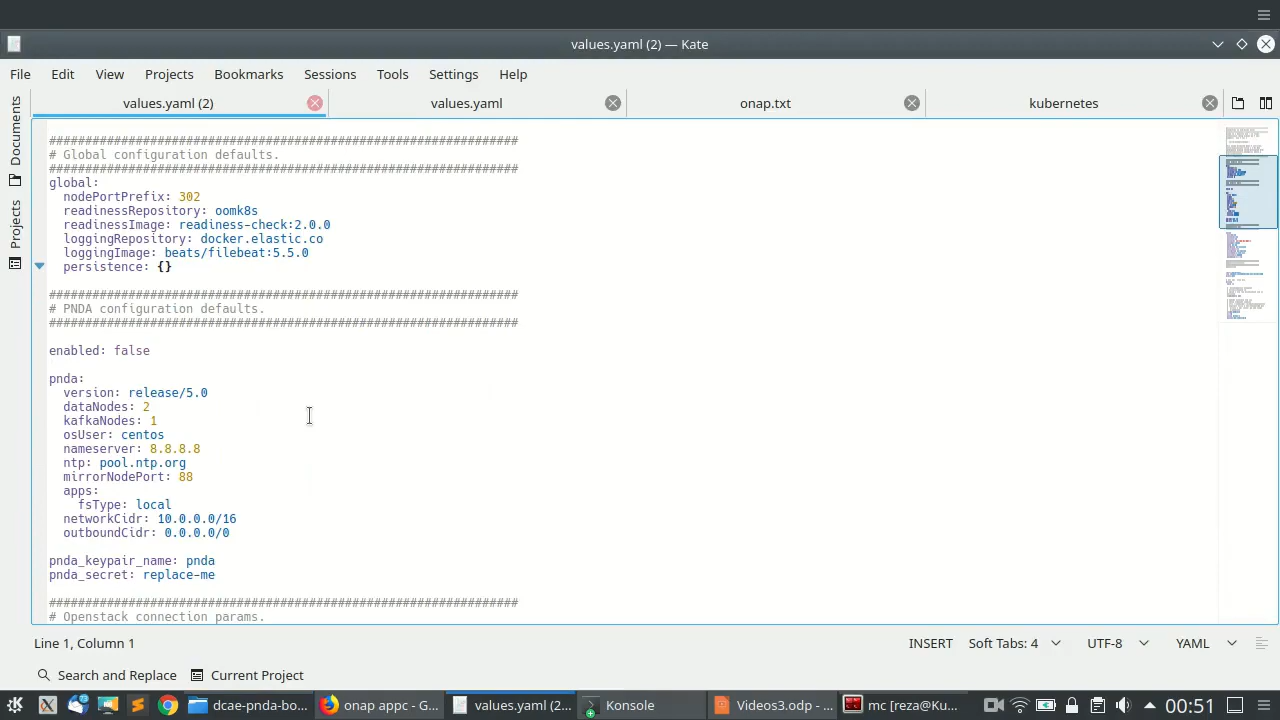 values.yaml (2) — Kate
File Edit View Projects Bookmarks Sessions Tools Settings Help
values.yaml (2) values.yaml onap.txt kubernetes
Documents
Projects
#################################################################
# Global configuration defaults.
#################################################################
global:
  nodePortPrefix: 302
  readinessRepository: oomk8s
  readinessImage: readiness-check:2.0.0
  loggingRepository: docker.elastic.co
  loggingImage: beats/filebeat:5.5.0
  persistence: {}
#################################################################
# PNDA configuration defaults.
#################################################################
enabled: false
pnda:
  version: release/5.0
  dataNodes: 2
  kafkaNodes: 1
  osUser: centos
  nameserver: 8.8.8.8
  ntp: pool.ntp.org
  mirrorNodePort: 88
  apps:
    fsType: local
  networkCidr: 10.0.0.0/16
  outboundCidr: 0.0.0.0/0
pnda_keypair_name: pnda
pnda_secret: replace-me
#################################################################
# Openstack connection params.
Line 1, Column 1 INSERT Soft Tabs: 4 UTF-8 YAML
Search and Replace Current Project
dcae-pnda-bo... onap appc - G... values.yaml (2... Konsole Videos3.odp - ... mc [reza@Ku... 00:51